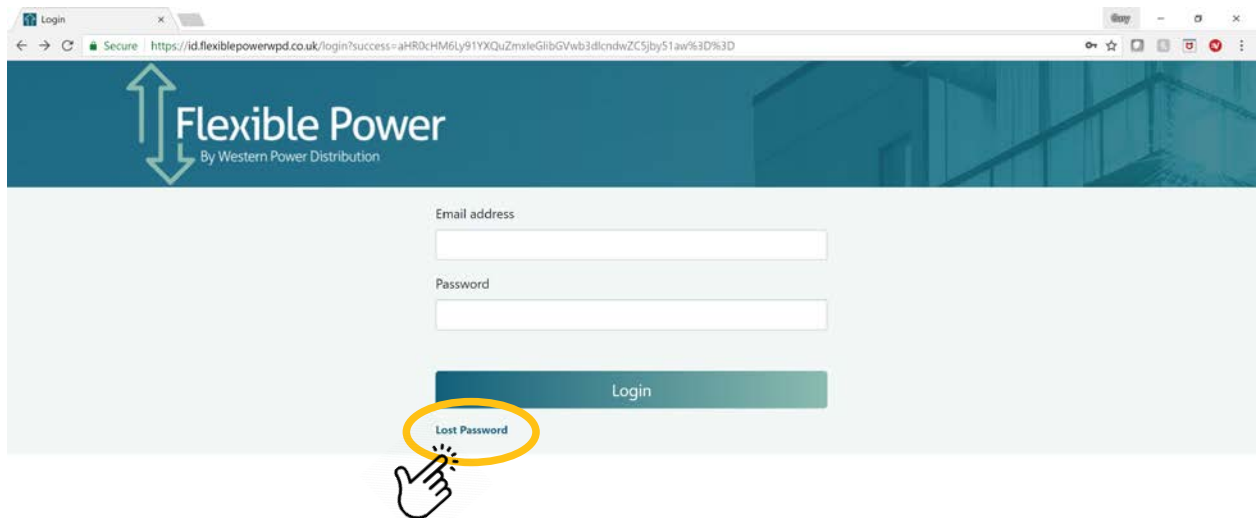 Login
Guy
Secure https://id.flexiblepowerwpd.co.uk/login?success=aHR0cHM6Ly91YXQuZmxleGlibGVwb3dlcndwZC5jby51aw%3D%3D
Flexible Power
By Western Power Distribution
Email address
Password
Login
Lost Password